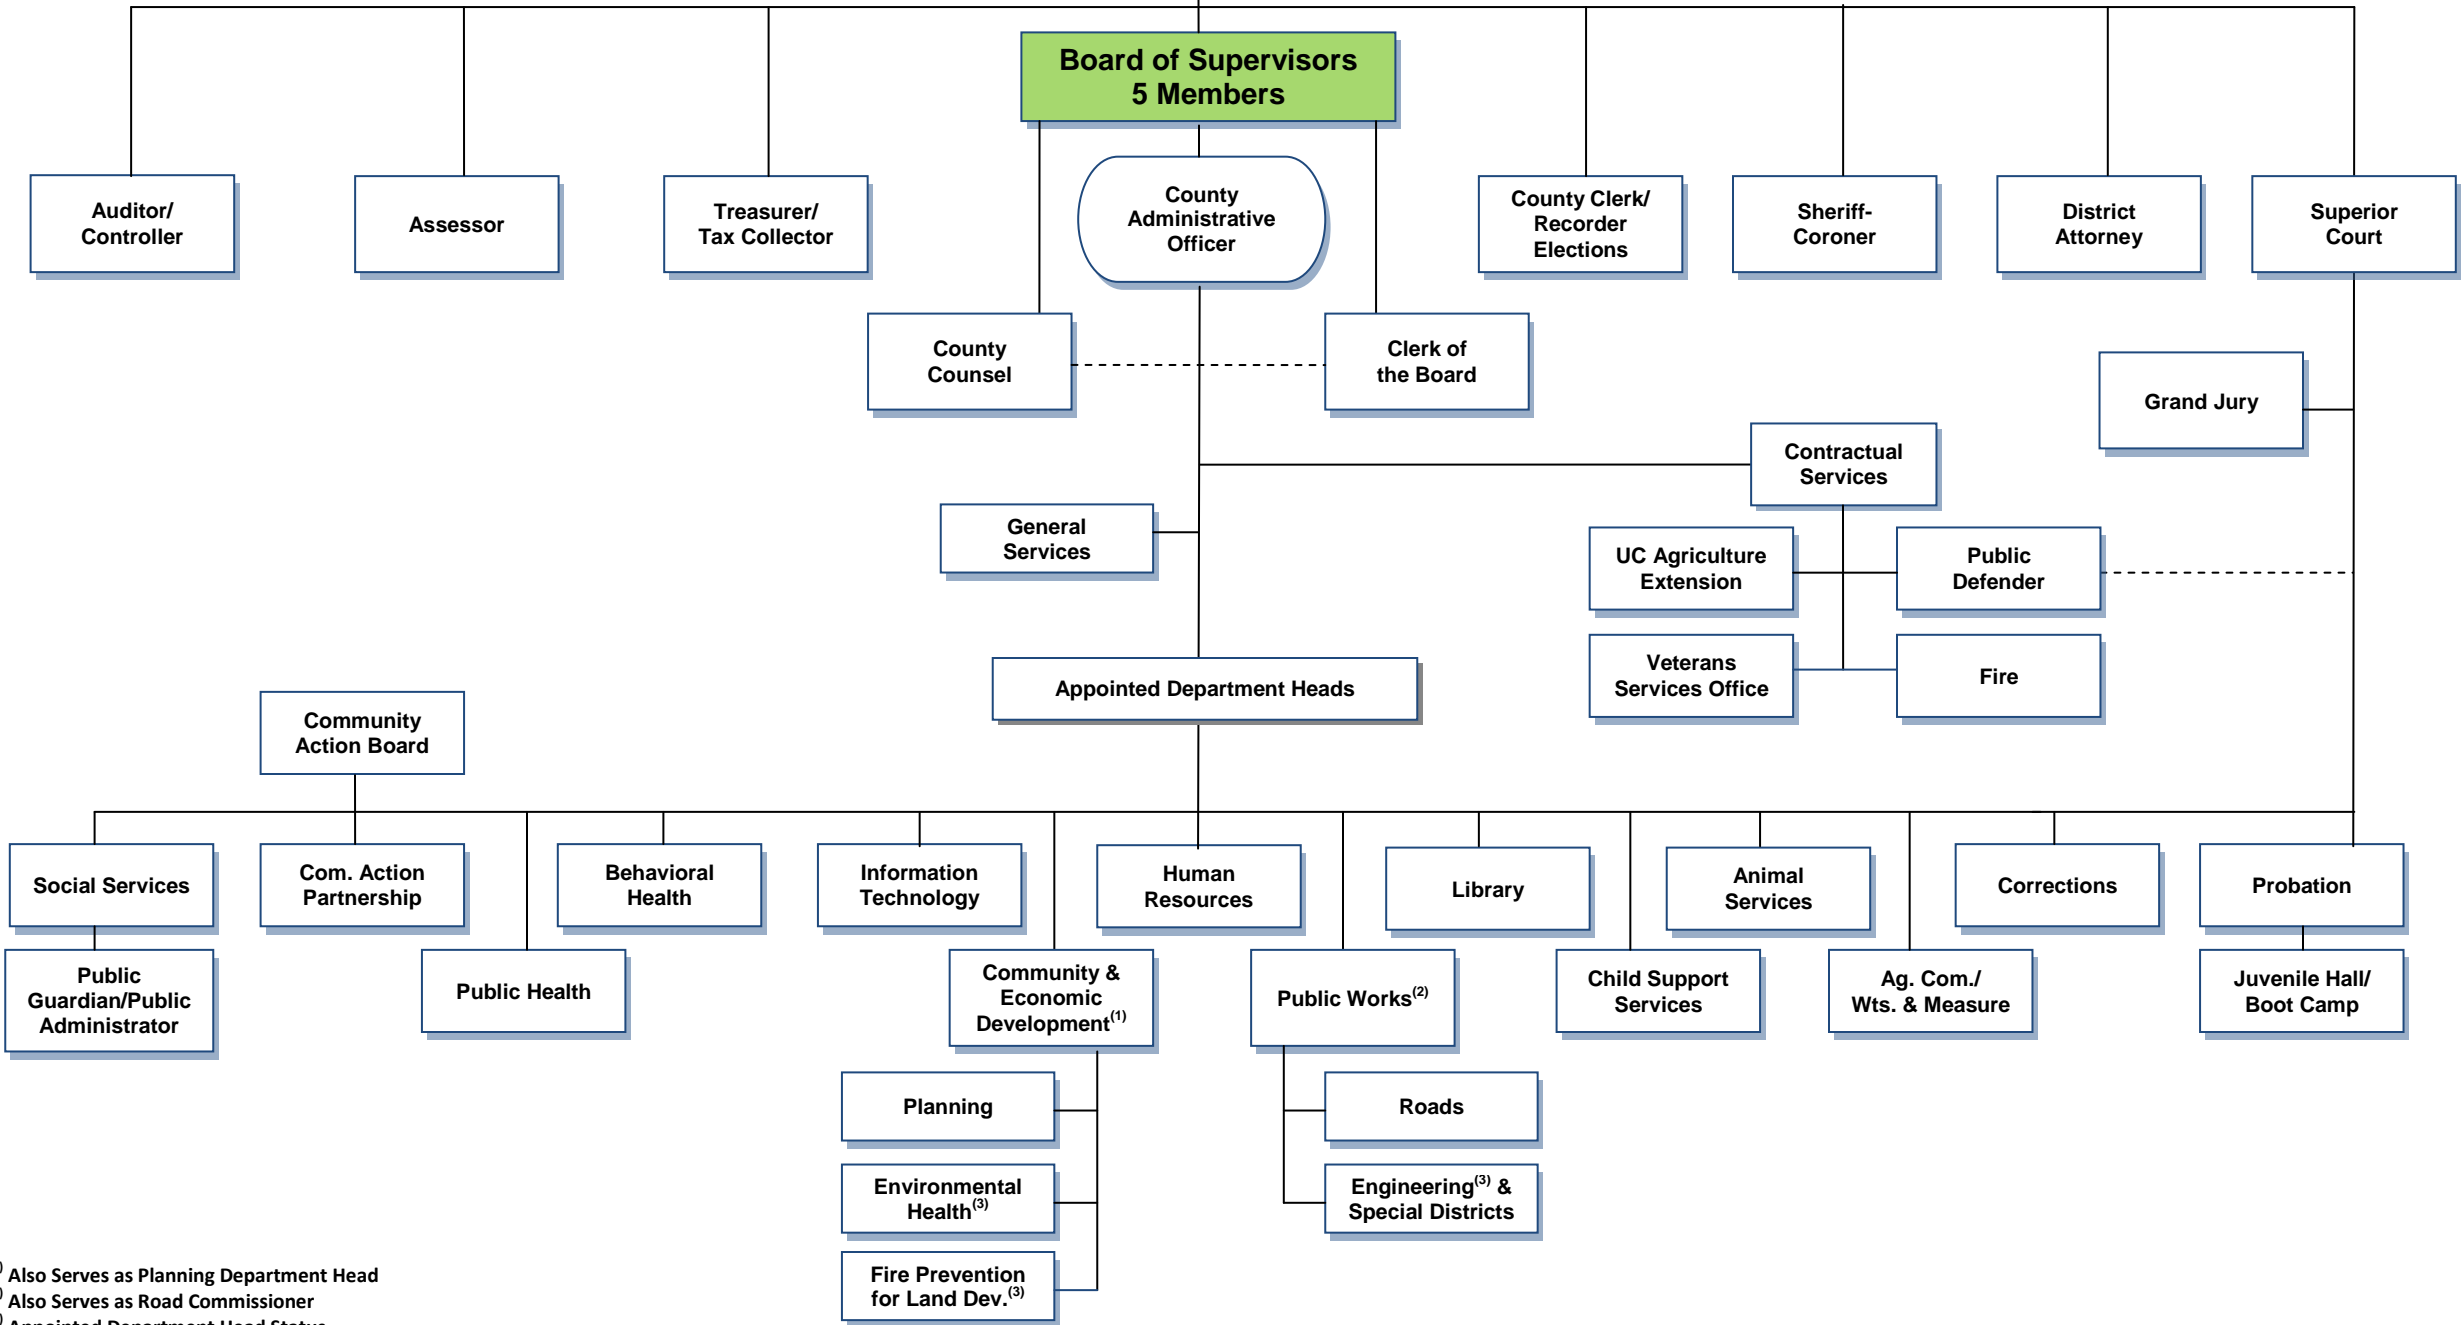 Board of Supervisors
5 Members
Auditor/
Controller
Assessor
Treasurer/
Tax Collector
County
Administrative
Officer
County Clerk/
Recorder
Elections
Sheriff-
Coroner
District
Attorney
Superior
Court
County
Counsel
Clerk of
the Board
Grand Jury
Contractual
Services
General
Services
UC Agriculture
Extension
Public
Defender
Veterans
Services Office
Fire
Appointed Department Heads
Community
Action Board
Social Services
Com. Action
Partnership
Behavioral
Health
Information
Technology
Human
Resources
Library
Animal
Services
Corrections
Probation
Public
Guardian/Public
Administrator
Public Health
Community &
Economic
Development(1)
Public Works(2)
Child Support
Services
Ag. Com./
Wts. & Measure
Juvenile Hall/
Boot Camp
Planning
Roads
Environmental
Health(3)
Engineering(3) &
Special Districts
Fire Prevention
for Land Dev.(3)
) Also Serves as Planning Department Head
) Also Serves as Road Commissioner
) Appointed Department Head Status